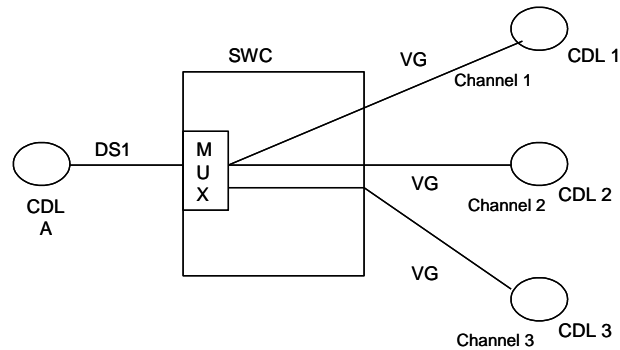 SWC
VG
CDL 1
Channel 1
DS1
M
U
X
CDL
A
VG
Channel 2
CDL 2
VG
Channel 3
CDL 3